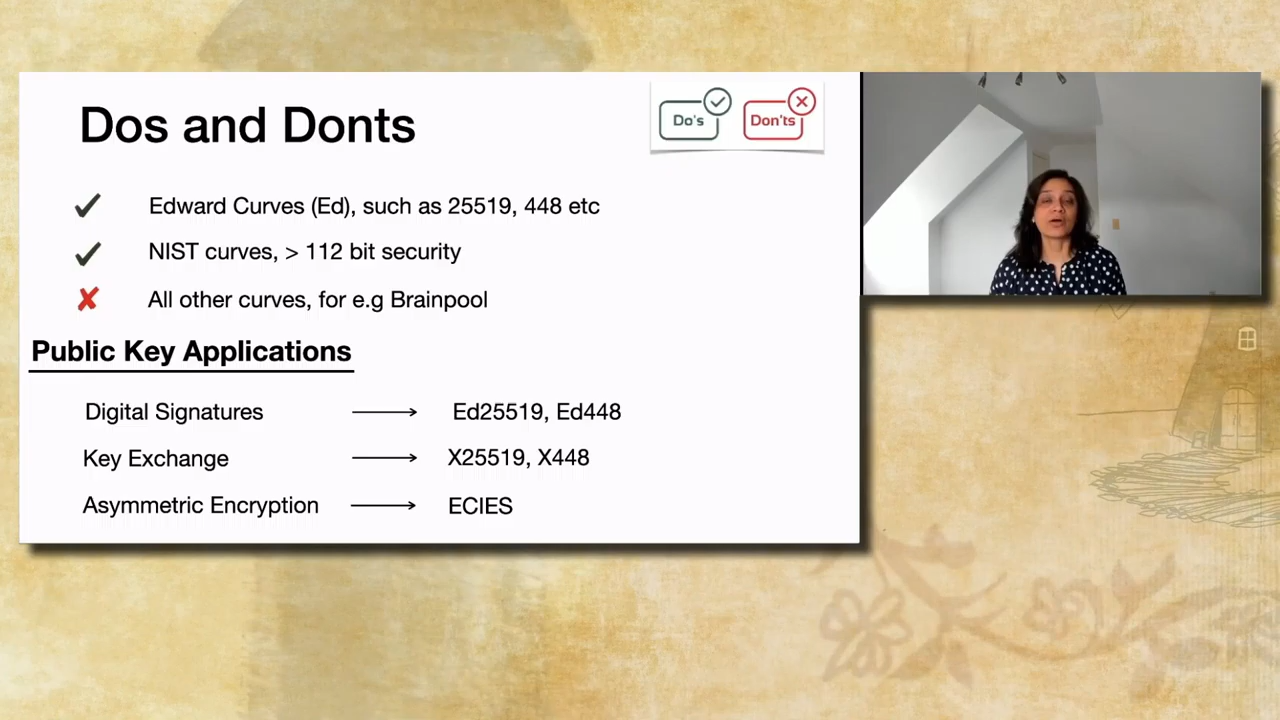 Dos and Donts
Do's
Don'ts
Edward Curves (Ed), such as 25519, 448 etc
NIST curves, > 112 bit security
All other curves, for e.g Brainpool
Public Key Applications
Digital Signatures ⟶ Ed25519, Ed448
Key Exchange ⟶ X25519, X448
Asymmetric Encryption ⟶ ECIES